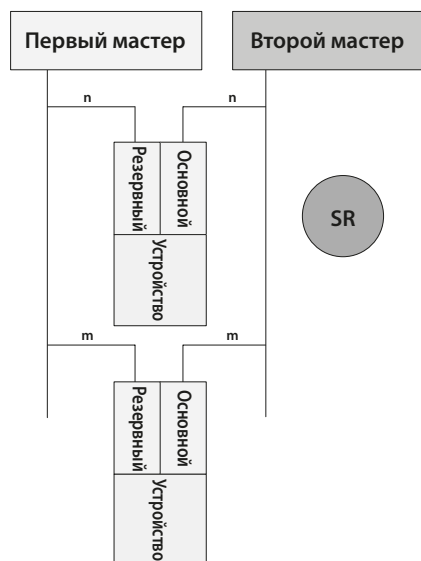 Первый мастер
Второй мастер
n
n
Резервный
Основной
Устройство
SR
m
m
Резервный
Основной
Устройство